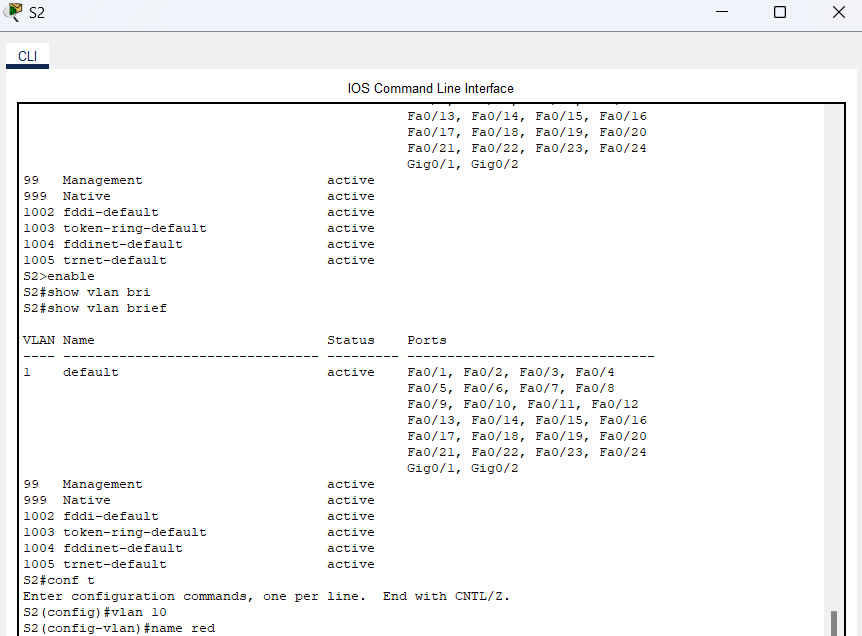 S2
CLI
IOS Command Line Interface
Fa0/13, Fa0/14, Fa0/15, Fa0/16
Fa0/17, Fa0/18, Fa0/19, Fa0/20
Fa0/21, Fa0/22, Fa0/23, Fa0/24
Gig0/1, Gig0/2
99   Management                       active
999  Native                           active
1002 fddi-default                     active
1003 token-ring-default               active
1004 fddinet-default                  active
1005 trnet-default                    active
S2>enable
S2#show vlan bri
S2#show vlan brief
VLAN Name                             Status    Ports
---- -------------------------------- --------- -------------------------------
1    default                          active    Fa0/1, Fa0/2, Fa0/3, Fa0/4
Fa0/5, Fa0/6, Fa0/7, Fa0/8
Fa0/9, Fa0/10, Fa0/11, Fa0/12
Fa0/13, Fa0/14, Fa0/15, Fa0/16
Fa0/17, Fa0/18, Fa0/19, Fa0/20
Fa0/21, Fa0/22, Fa0/23, Fa0/24
Gig0/1, Gig0/2
99   Management                       active
999  Native                           active
1002 fddi-default                     active
1003 token-ring-default               active
1004 fddinet-default                  active
1005 trnet-default                    active
S2#conf t
Enter configuration commands, one per line.  End with CNTL/Z.
S2(config)#vlan 10
S2(config-vlan)#name red